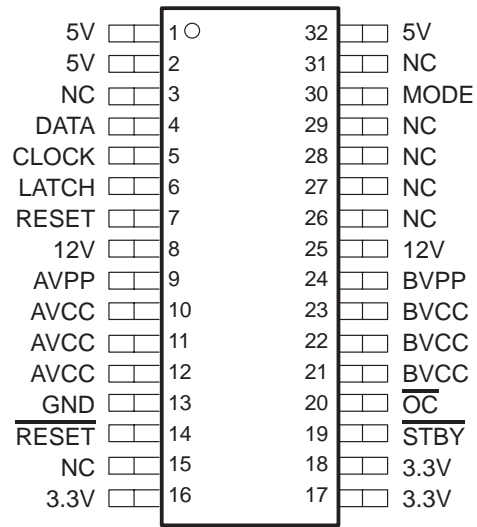 5V 1 32 5V
5V 2 31 NC
NC 3 30 MODE
DATA 4 29 NC
CLOCK 5 28 NC
LATCH 6 27 NC
RESET 7 26 NC
12V 8 25 12V
AVPP 9 24 BVPP
AVCC 10 23 BVCC
AVCC 11 22 BVCC
AVCC 12 21 BVCC
GND 13 20 O̅C̅
R̅E̅S̅E̅T̅ 14 19 S̅T̅B̅Y̅
NC 15 18 3.3V
3.3V 16 17 3.3V